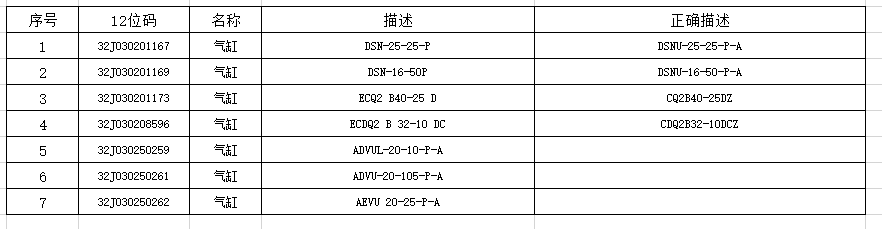 序号 12位码 名称 描述 正确描述
1 32J030201167 气缸 DSN-25-25-P DSNU-25-25-P-A
2 32J030201169 气缸 DSN-16-50P DSNU-16-50-P-A
3 32J030201173 气缸 ECQ2 B40-25 D CQ2B40-25DZ
4 32J030208596 气缸 ECDQ2 B 32-10 DC CDQ2B32-10DCZ
5 32J030250259 气缸 ADVUL-20-10-P-A
6 32J030250261 气缸 ADVU-20-105-P-A
7 32J030250262 气缸 AEVU 20-25-P-A